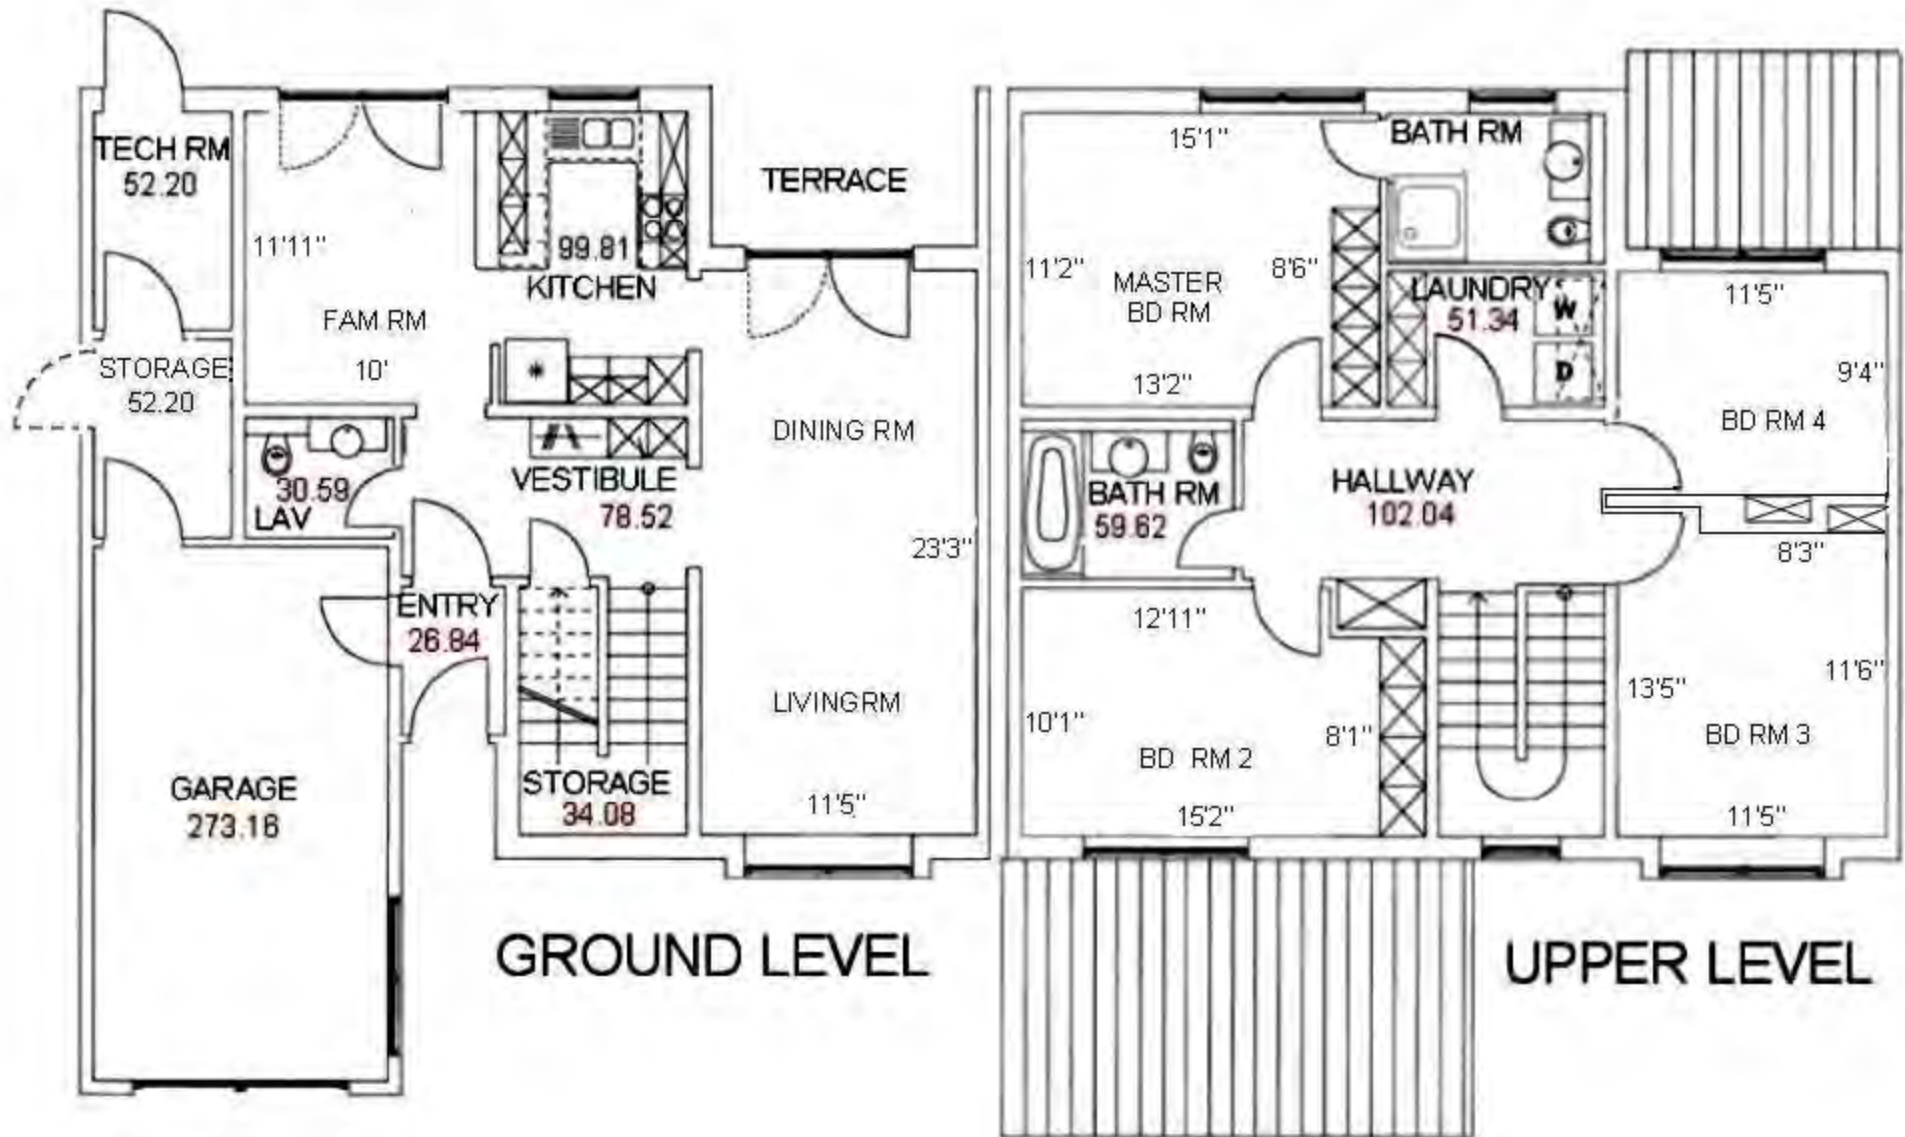 TECH RM
52.20
11'11"
FAM RM
10'
99.81
KITCHEN
TERRACE
STORAGE
52.20
30.59
LAV
VESTIBULE
78.52
DINING RM
23'3"
ENTRY
26.84
LIVINGRM
11'5"
STORAGE
34.08
GARAGE
273.16
GROUND LEVEL
15'1"
BATH RM
11'2"
MASTER
BD RM
8'6"
13'2"
LAUNDRY
51.34
W
D
11'5"
9'4"
BD RM 4
BATH RM
59.62
HALLWAY
102.04
8'3"
12'11"
10'1"
8'1"
BD RM 2
15'2"
13'5"
11'6"
BD RM 3
11'5"
UPPER LEVEL